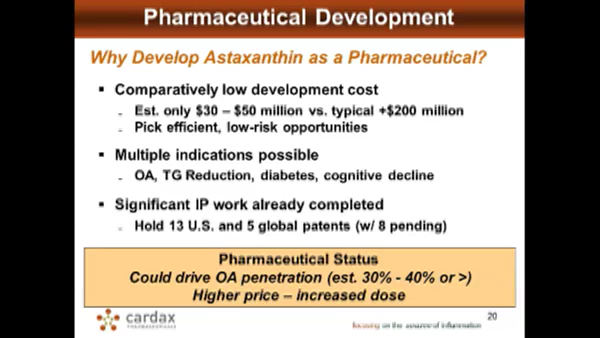 Pharmaceutical Development
Why Develop Astaxanthin as a Pharmaceutical?
▪ Comparatively low development cost
– Est. only $30 – $50 million vs. typical +$200 million
– Pick efficient, low-risk opportunities
▪ Multiple indications possible
– OA, TG Reduction, diabetes, cognitive decline
▪ Significant IP work already completed
– Hold 13 U.S. and 5 global patents (w/ 8 pending)
Pharmaceutical Status
Could drive OA penetration (est. 30% - 40% or >)
Higher price – increased dose
20
cardax
PHARMACEUTICALS
focusing on the source of inflammation